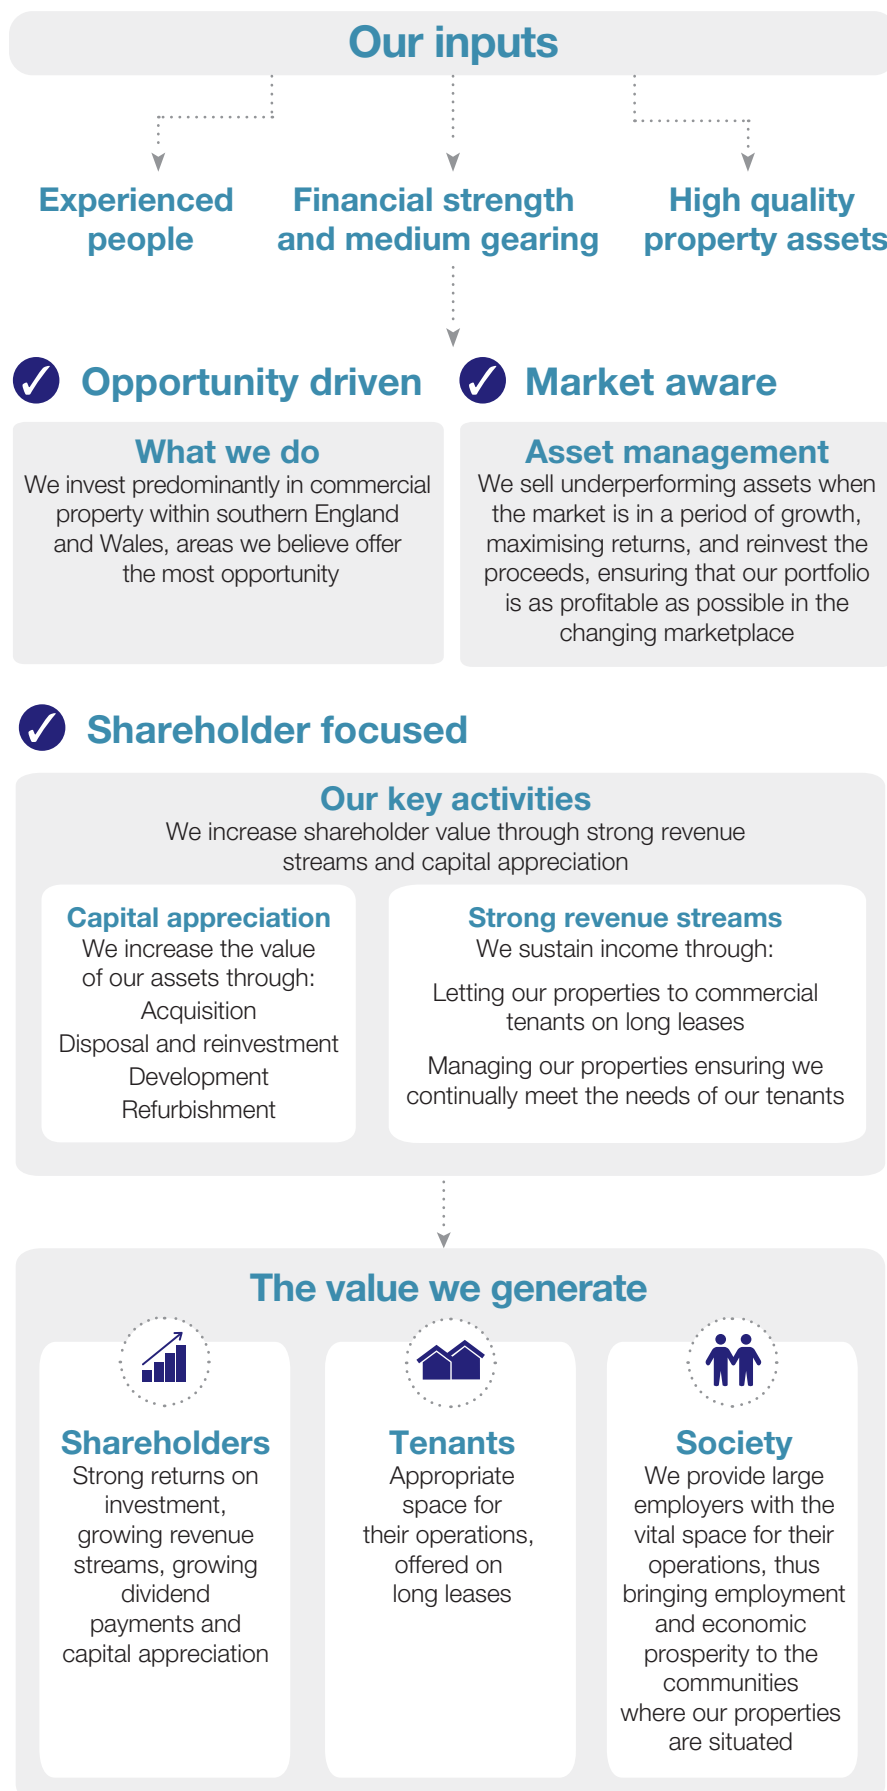 Our inputs
Experienced
people
Financial strength
and medium gearing
High quality
property assets
Opportunity driven
Market aware
What we do
We invest predominantly in commercial
property within southern England
and Wales, areas we believe offer
the most opportunity
Asset management
We sell underperforming assets when
the market is in a period of growth,
maximising returns, and reinvest the
proceeds, ensuring that our portfolio
is as profitable as possible in the
changing marketplace
Shareholder focused
Our key activities
We increase shareholder value through strong revenue
streams and capital appreciation
Capital appreciation
We increase the value
of our assets through:
Acquisition
Disposal and reinvestment
Development
Refurbishment
Strong revenue streams
We sustain income through:
Letting our properties to commercial
tenants on long leases
Managing our properties ensuring we
continually meet the needs of our tenants
The value we generate
Shareholders
Strong returns on
investment,
growing revenue
streams, growing
dividend
payments and
capital appreciation
Tenants
Appropriate
space for
their operations,
offered on
long leases
Society
We provide large
employers with the
vital space for their
operations, thus
bringing employment
and economic
prosperity to the
communities
where our properties
are situated